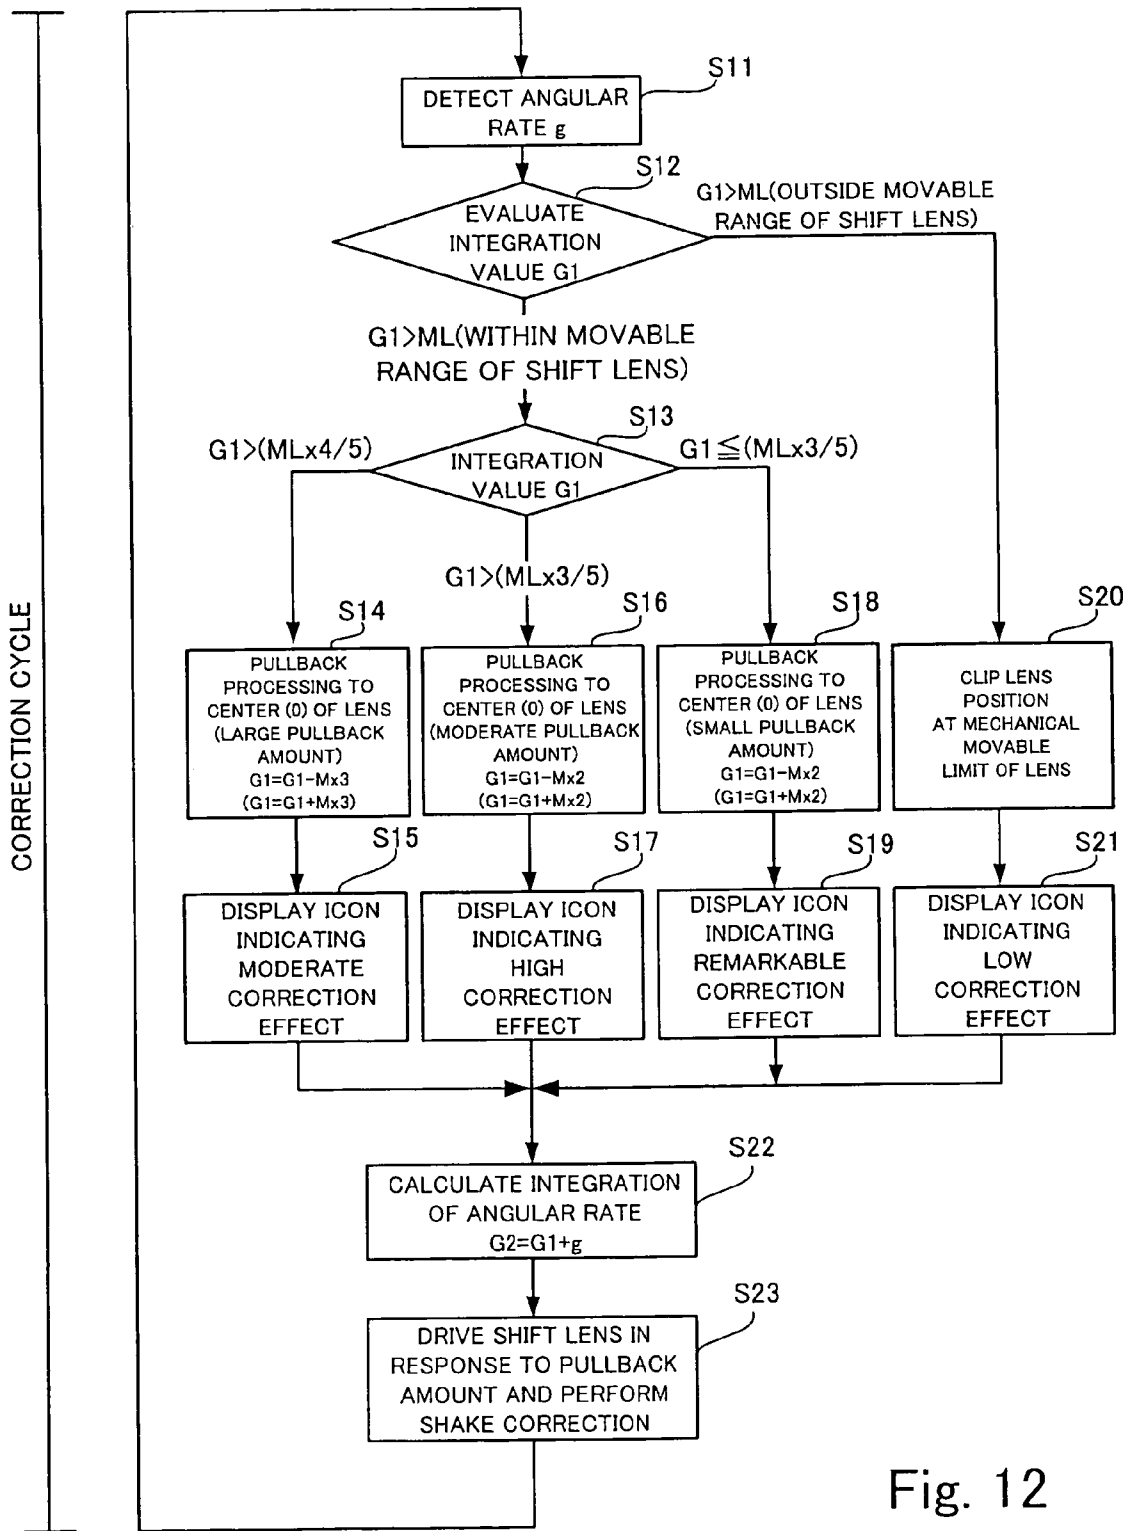 S11
DETECT ANGULAR
RATE g
S12
EVALUATE
INTEGRATION
VALUE G1
G1>ML(OUTSIDE MOVABLE
RANGE OF SHIFT LENS)
G1>ML(WITHIN MOVABLE
RANGE OF SHIFT LENS)
S13
INTEGRATION
VALUE G1
G1>(MLx4/5)
G1≦(MLx3/5)
G1>(MLx3/5)
CORRECTION CYCLE
S14
PULLBACK
PROCESSING TO
CENTER (0) OF LENS
(LARGE PULLBACK
AMOUNT)
G1=G1-Mx3
(G1=G1+Mx3)
S16
PULLBACK
PROCESSING TO
CENTER (0) OF LENS
(MODERATE PULLBACK
AMOUNT)
G1=G1-Mx2
(G1=G1+Mx2)
S18
PULLBACK
PROCESSING TO
CENTER (0) OF LENS
(SMALL PULLBACK
AMOUNT)
G1=G1-Mx2
(G1=G1+Mx2)
S20
CLIP LENS
POSITION
AT MECHANICAL
MOVABLE
LIMIT OF LENS
S15
DISPLAY ICON
INDICATING
MODERATE
CORRECTION
EFFECT
S17
DISPLAY ICON
INDICATING
HIGH
CORRECTION
EFFECT
S19
DISPLAY ICON
INDICATING
REMARKABLE
CORRECTION
EFFECT
S21
DISPLAY ICON
INDICATING
LOW
CORRECTION
EFFECT
S22
CALCULATE INTEGRATION
OF ANGULAR RATE
G2=G1+g
S23
DRIVE SHIFT LENS IN
RESPONSE TO PULLBACK
AMOUNT AND PERFORM
SHAKE CORRECTION
Fig. 12